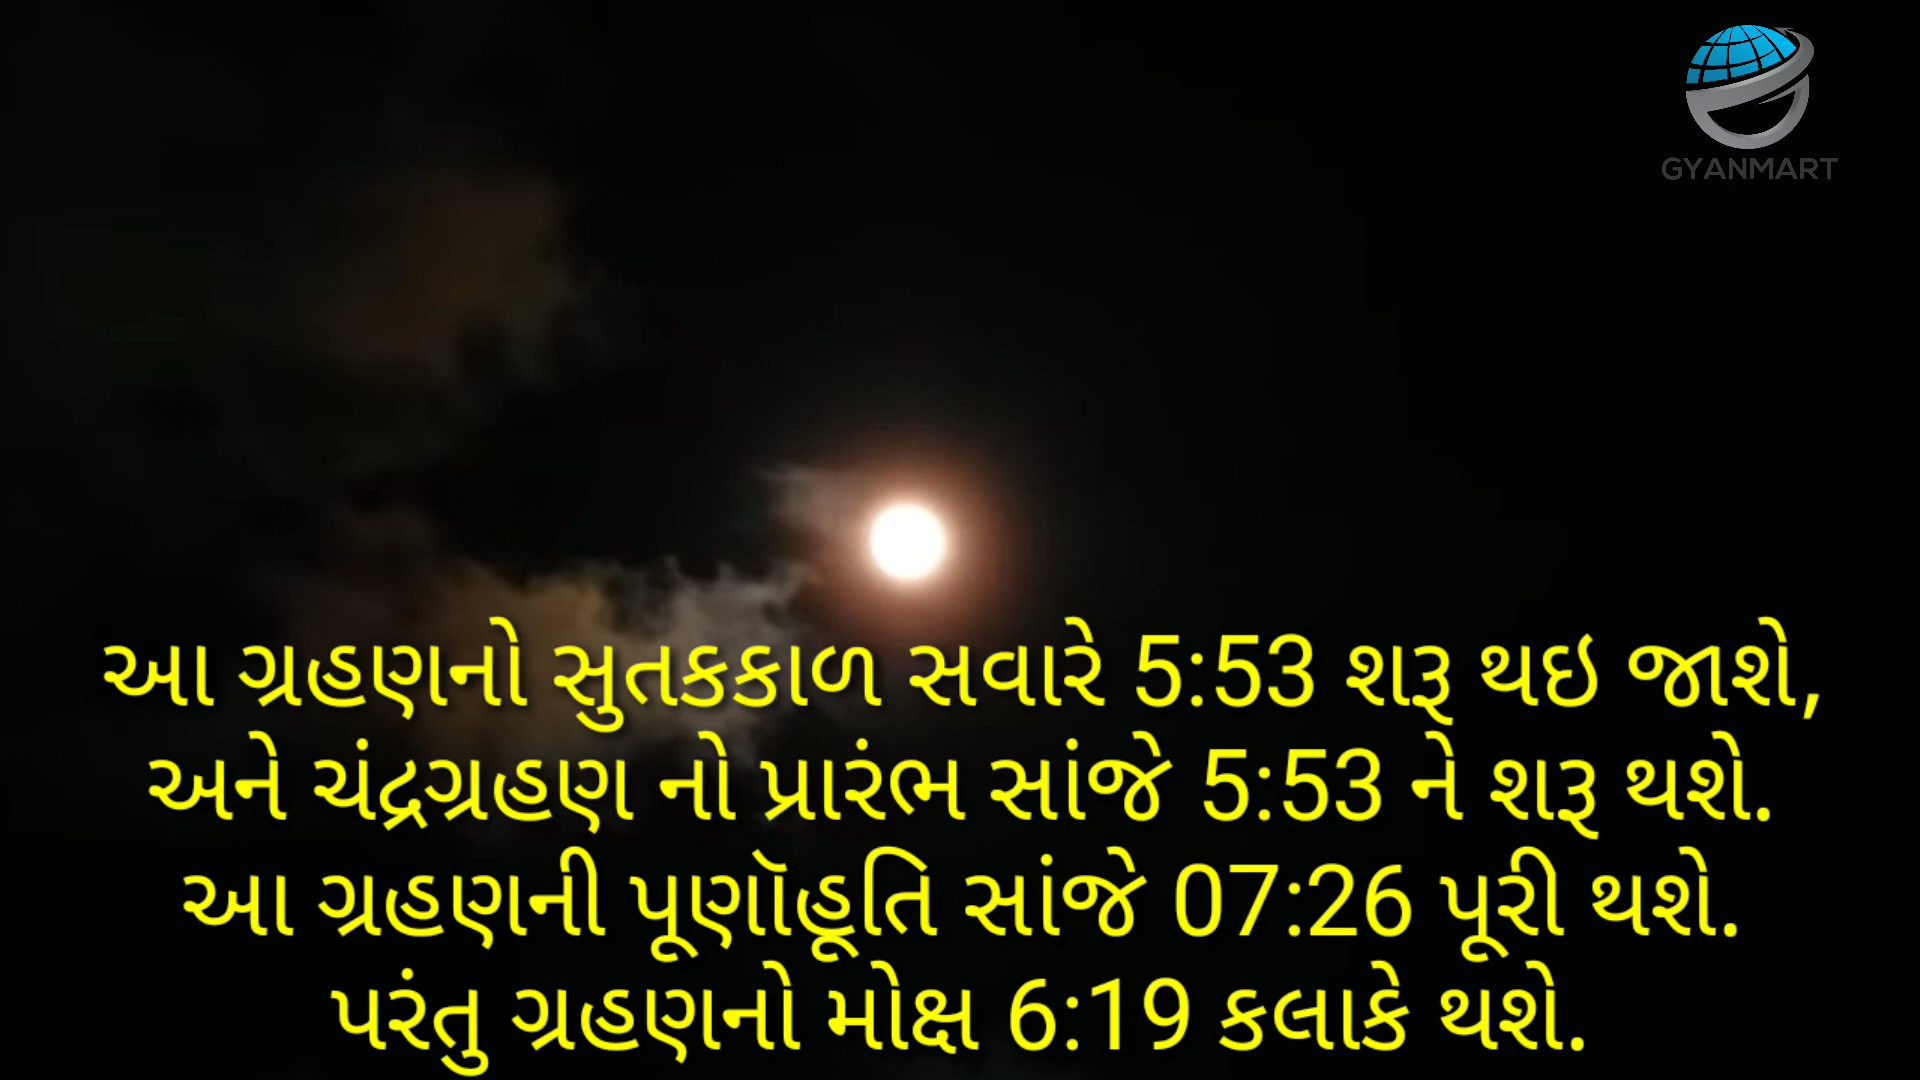 GYANMART
આ ગ્રહણનો સુતકકાળ સવારે 5:53 શરૂ થઇ જાશે,
અને ચંદ્રગ્રહણ નો પ્રારંભ સાંજે 5:53 ને શરૂ થશે.
આ ગ્રહણની પૂણૉહૂતિ સાંજે 07:26 પૂરી થશે.
પરંતુ ગ્રહણનો મોક્ષ 6:19 કલાકે થશે.